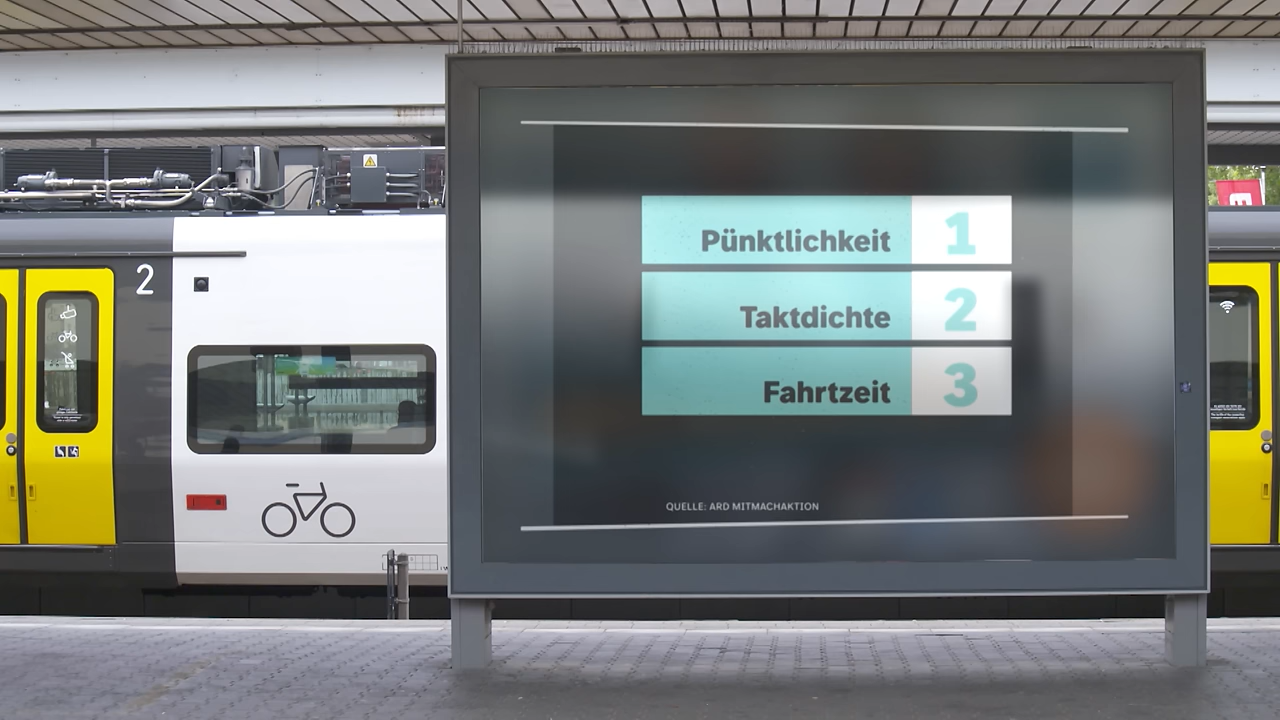 2
Pünktlichkeit 1
Taktdichte 2
Fahrtzeit 3
QUELLE: ARD MITMACHAKTION